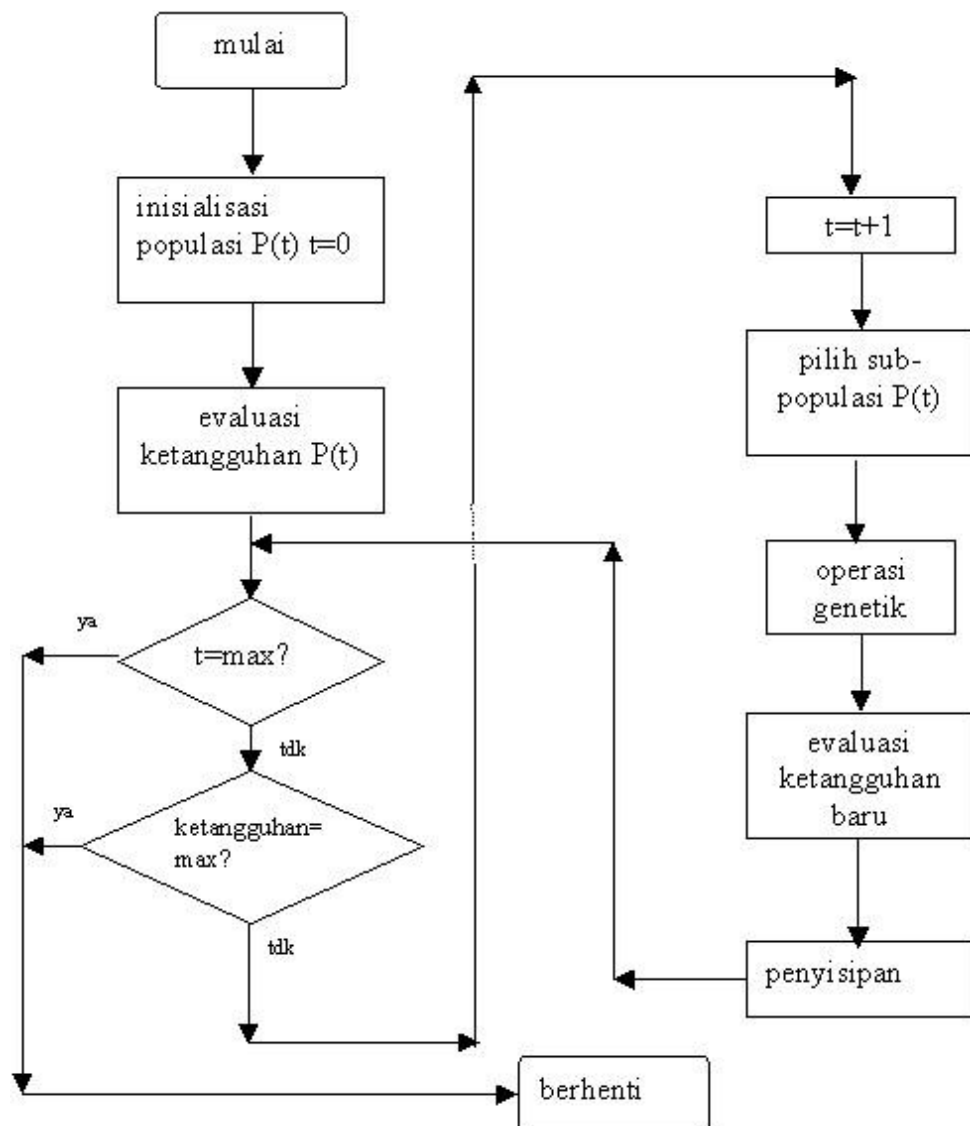 mulai
inisialisasi
populasi P(t) t=0
evaluasi
ketangguhan P(t)
ya
t=max?
tdk
ya
ketangguhan=
max?
tdk
t=t+1
pilih sub-
populasi P(t)
operasi
genetik
evaluasi
ketangguhan
baru
penyisipan
berhenti